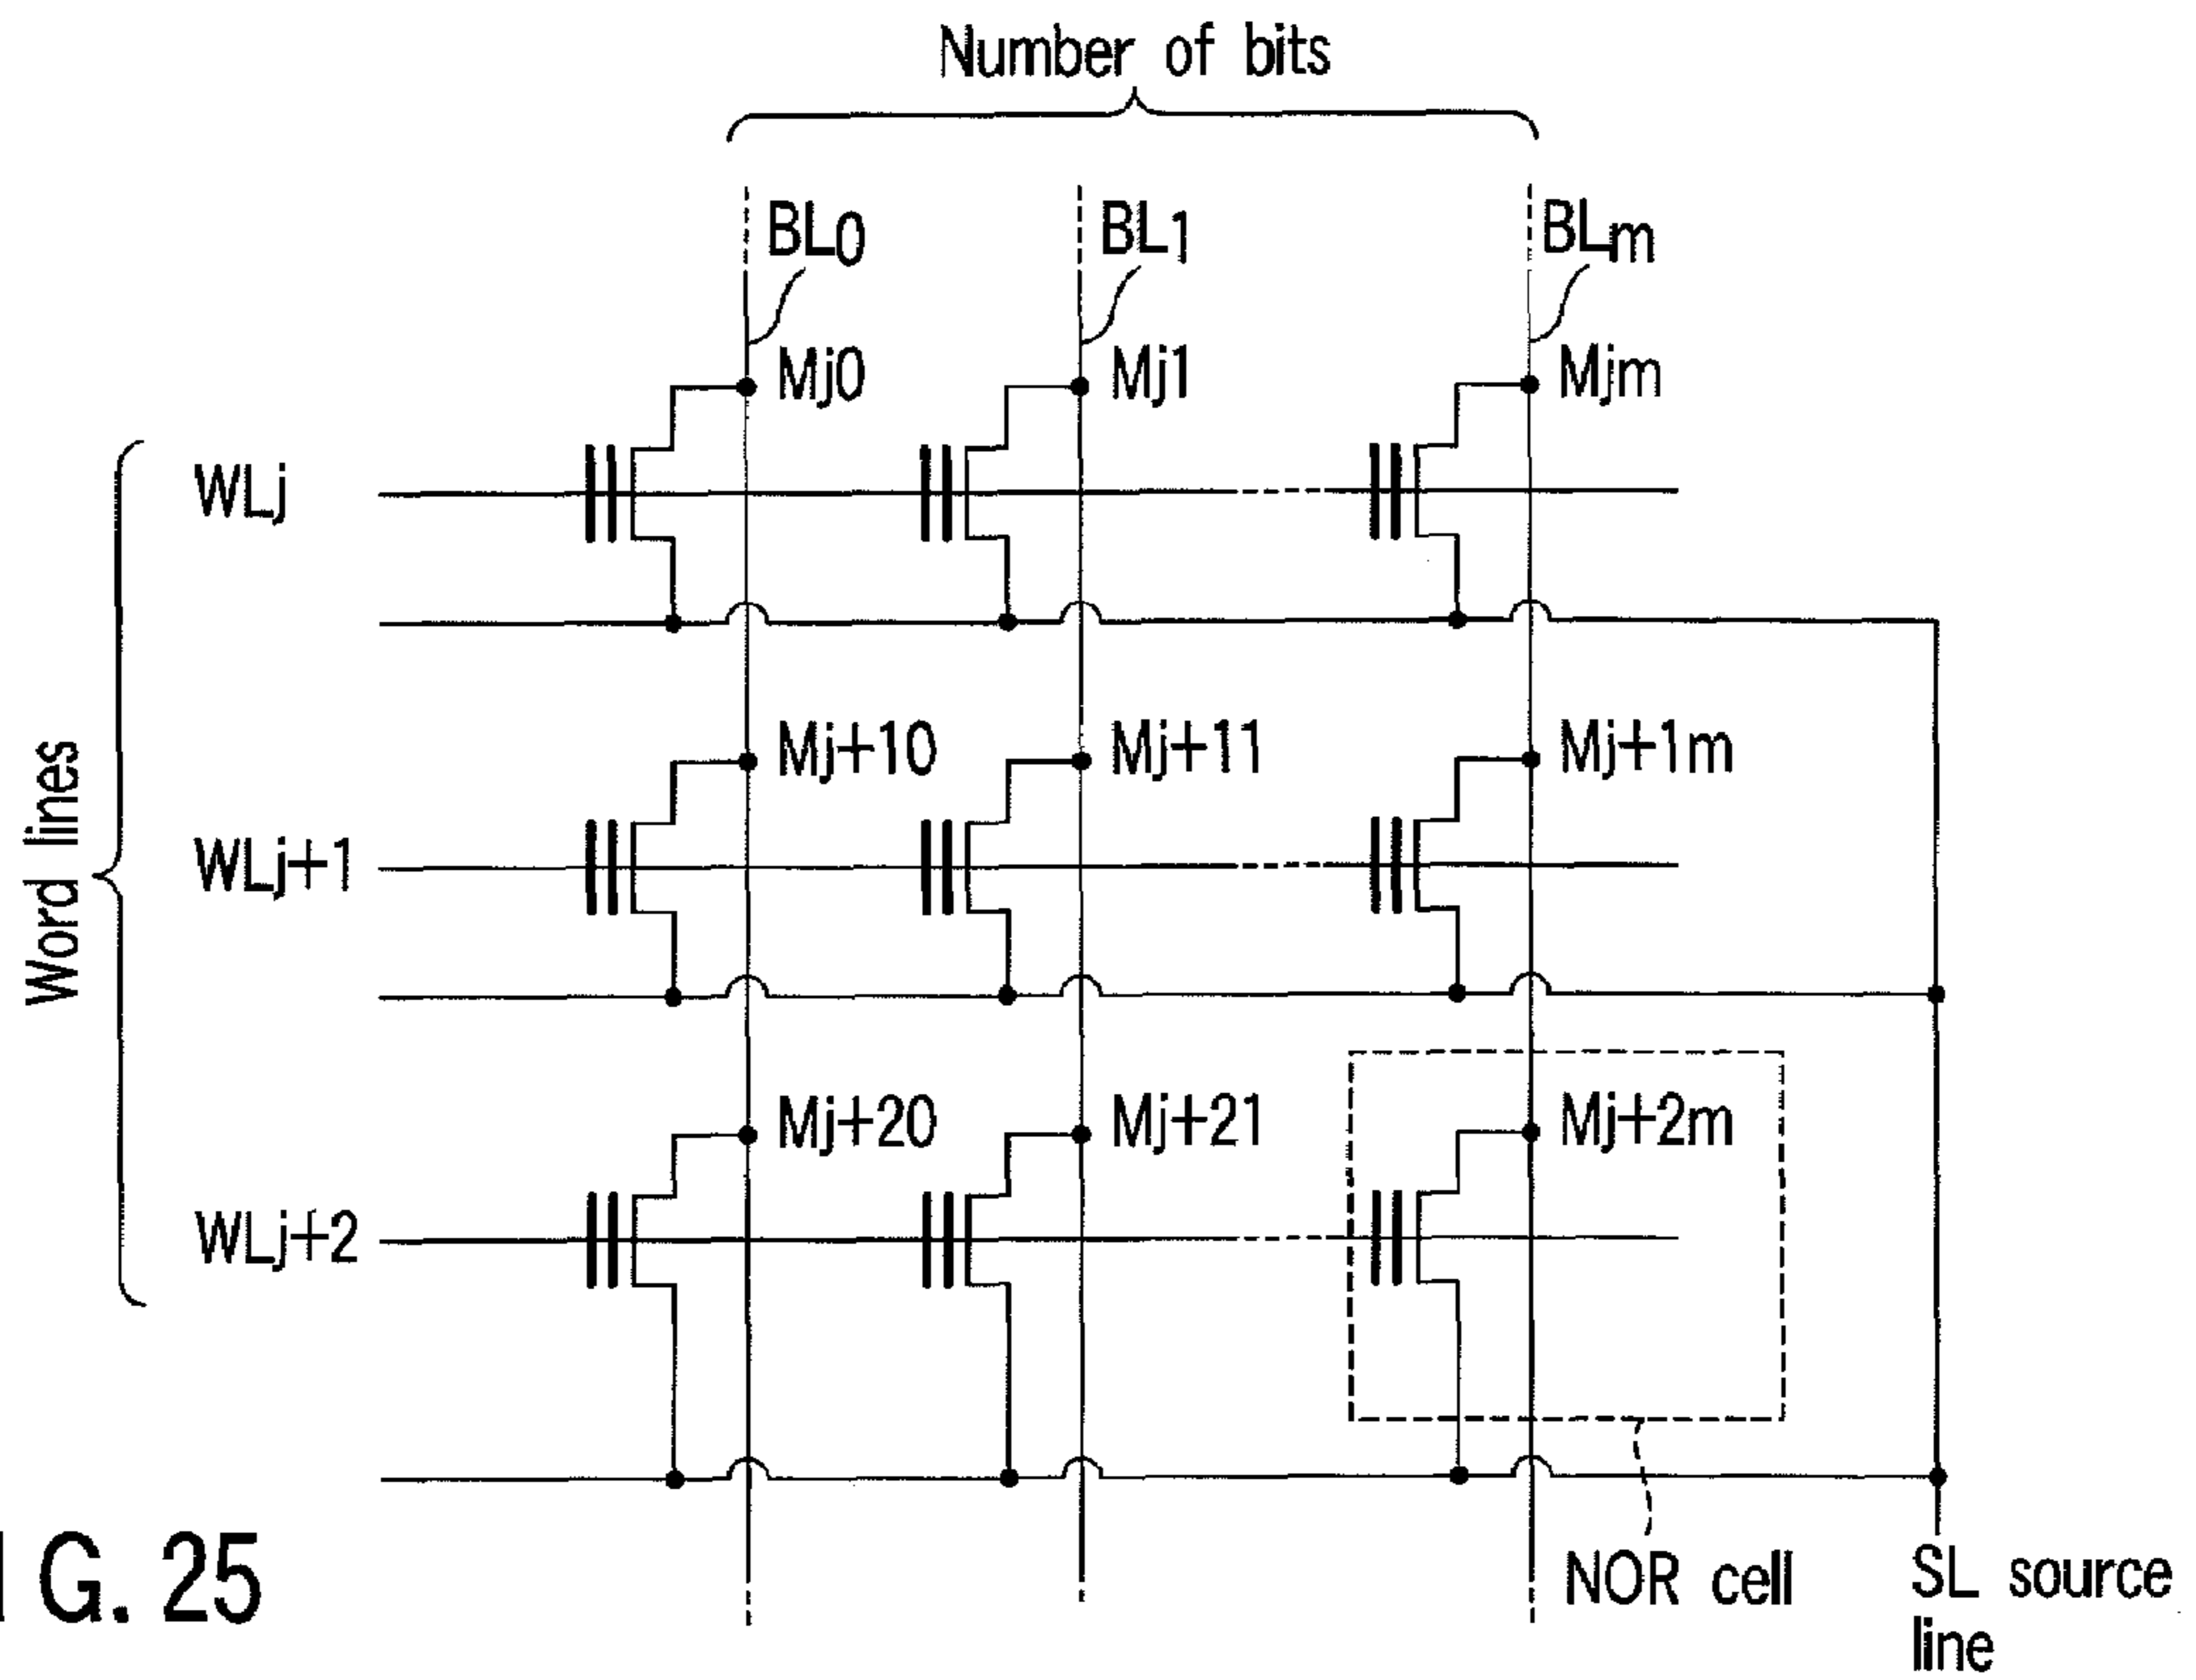 Number of bits
BL0 BL1 BLm
Mj0 Mj1 Mjm
WLj
Mj+10 Mj+11 Mj+1m
WLj+1
Mj+20 Mj+21 Mj+2m
WLj+2
Word lines
NOR cell
SL source
line
G. 25